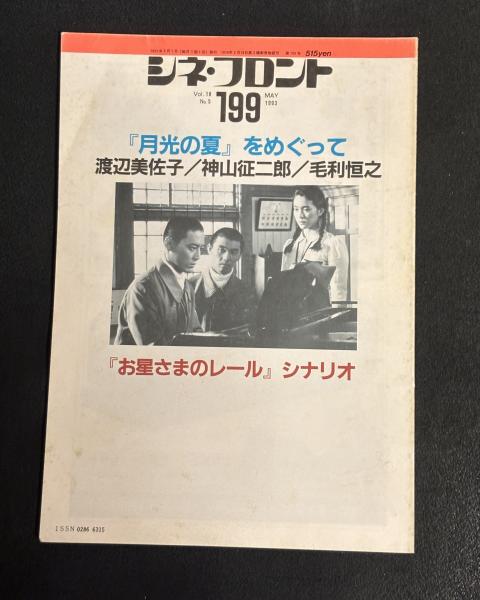 515yen
シネ・フロント
Vol.18
No.5
199
MAY
1993
『月光の夏』をめぐって
渡辺美佐子／神山征二郎／毛利恒之
『お星さまのレール』シナリオ
ISSN 0286 6315